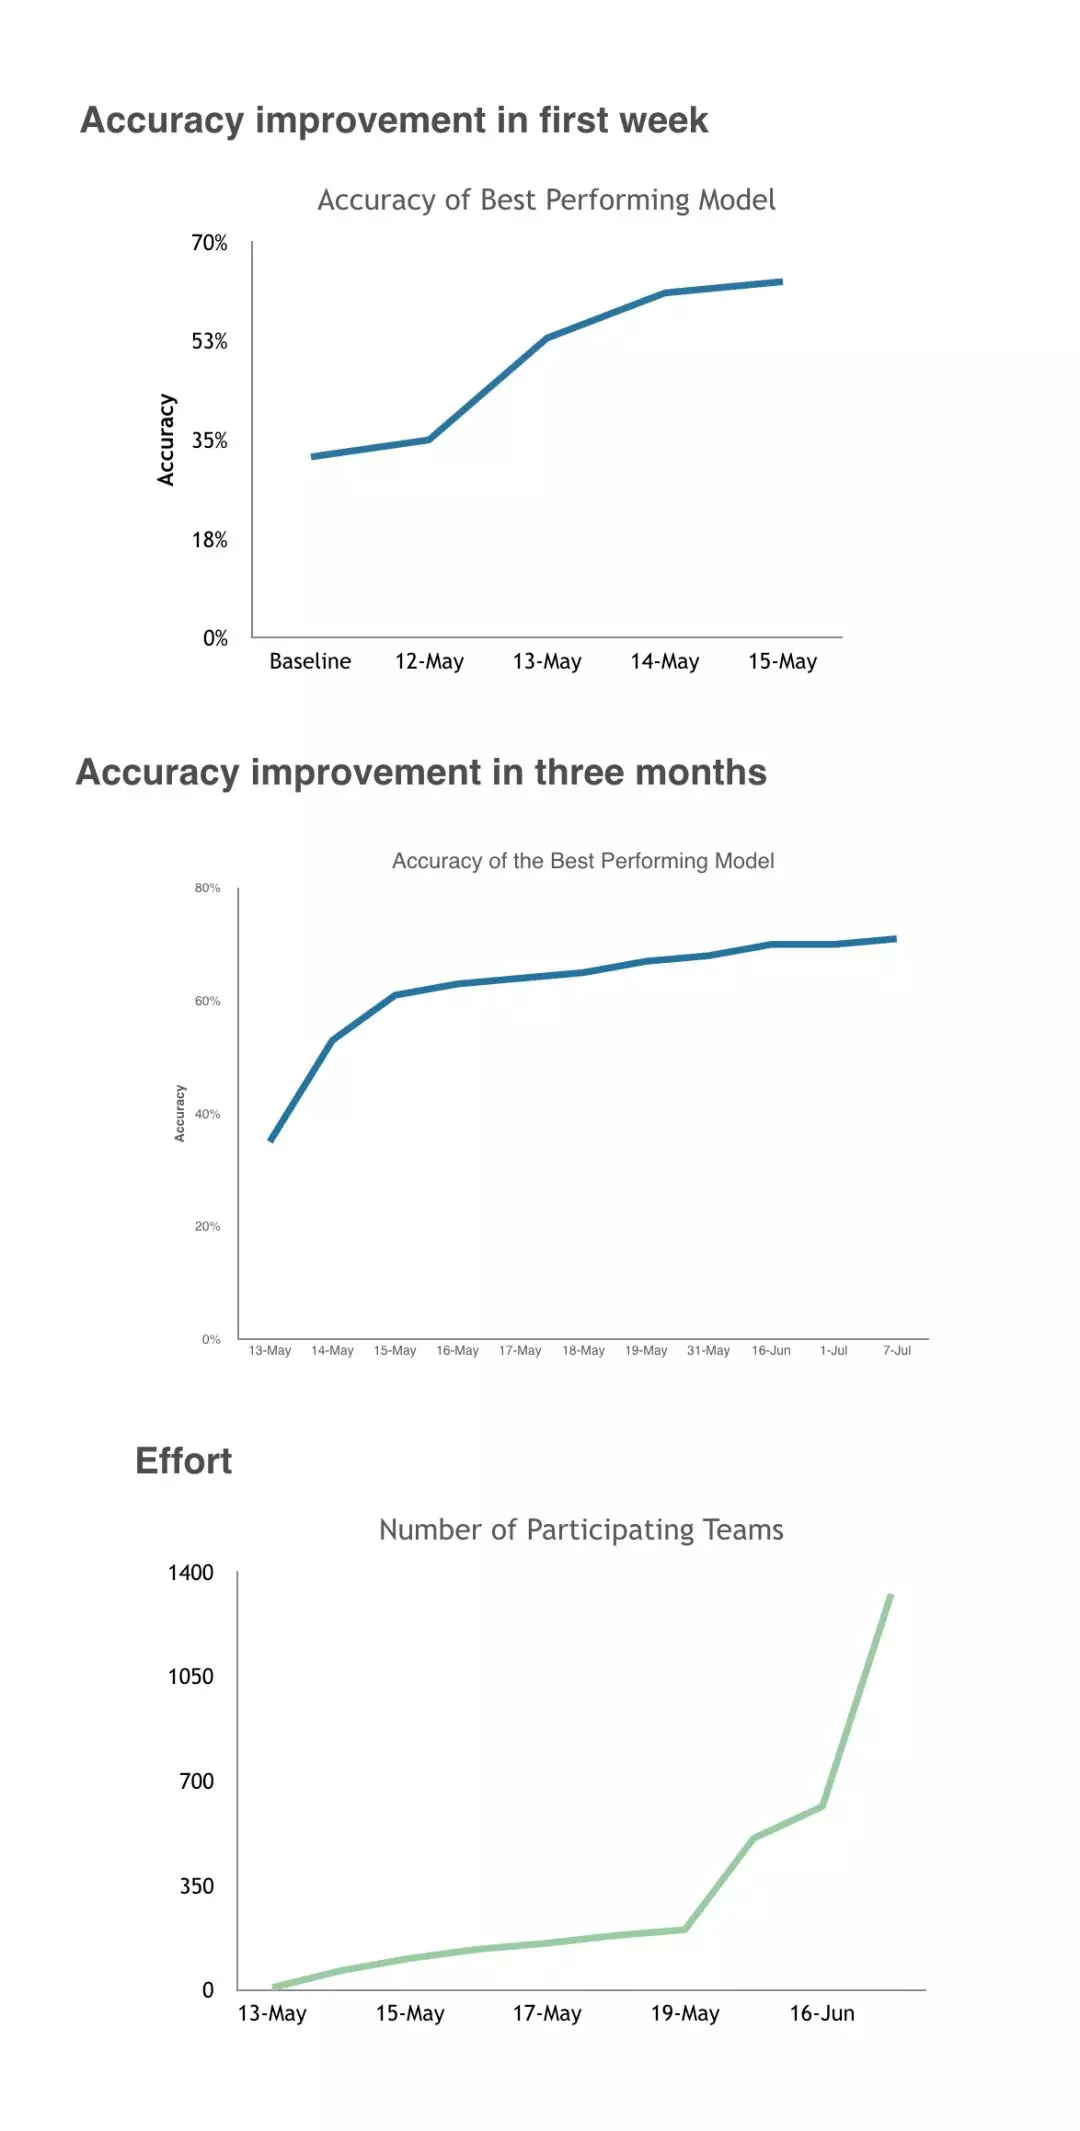 Accuracy improvement in first week
Accuracy of Best Performing Model
70%
53%
35%
18%
0%
Accuracy
Baseline 12-May 13-May 14-May 15-May
Accuracy improvement in three months
Accuracy of the Best Performing Model
80%
60%
40%
20%
0%
Accuracy
13-May 14-May 15-May 16-May 17-May 18-May 19-May 31-May 16-Jun 1-Jul 7-Jul
Effort
Number of Participating Teams
1400
1050
700
350
0
13-May 15-May 17-May 19-May 16-Jun